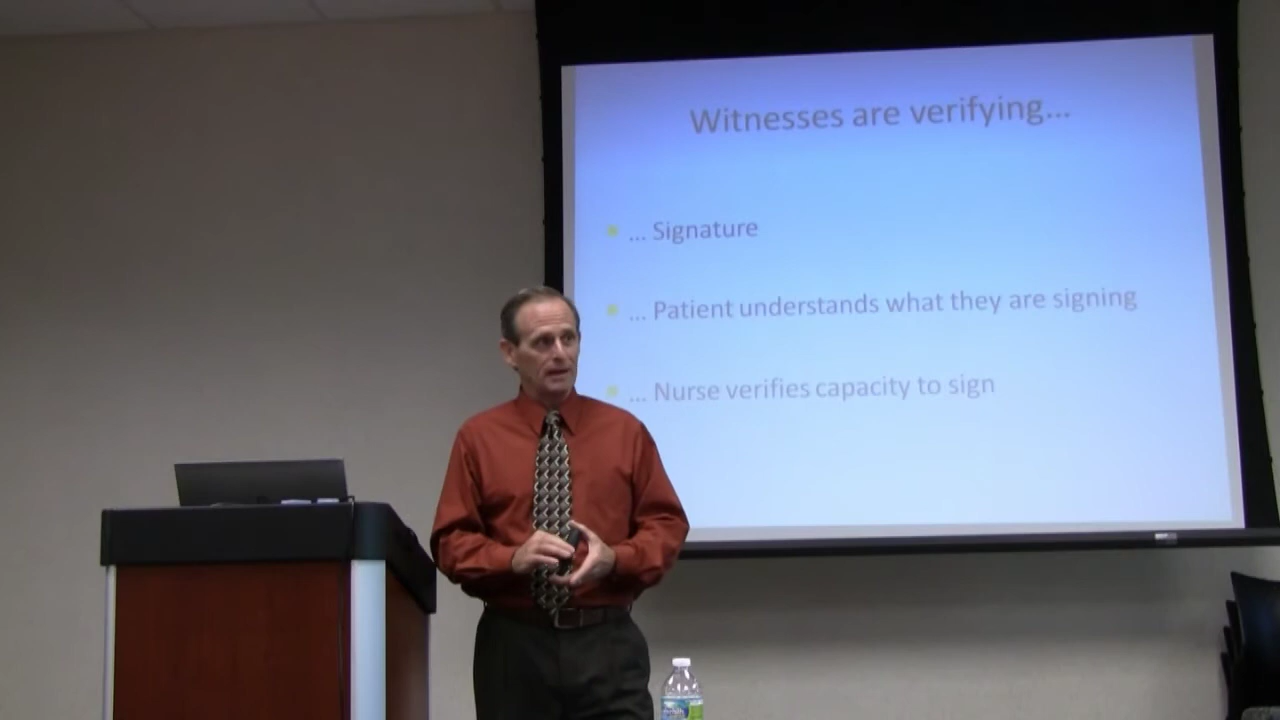 Witnesses are verifying...
... Signature
... Patient understands what they are signing
... Nurse verifies capacity to sign